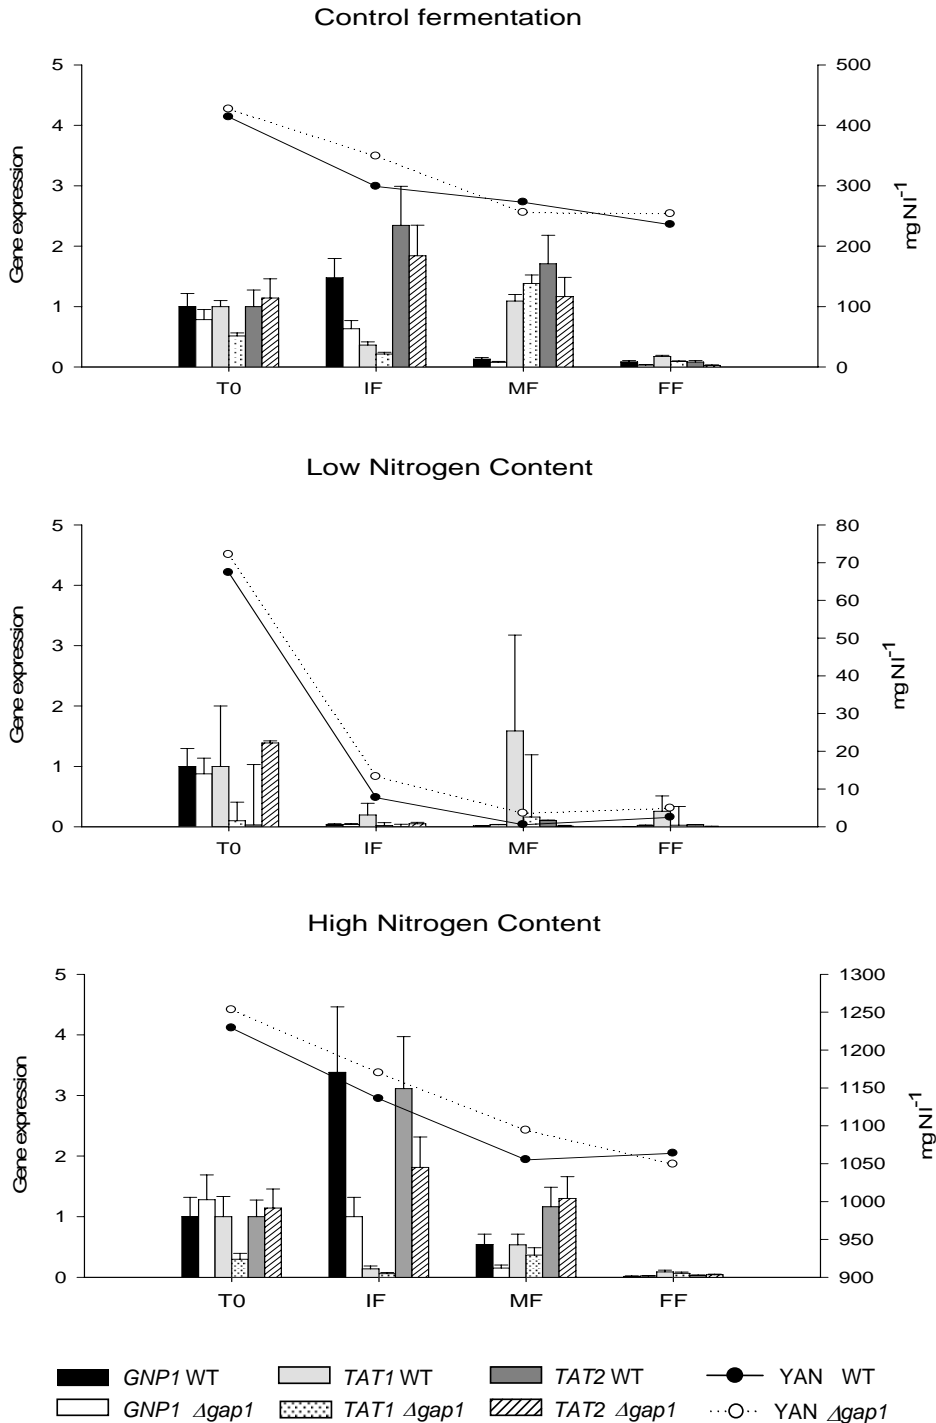 Control fermentation
5 500
4 400
Gene expression
3 300
mg N l-1
2 200
1 100
0 0
T0 IF MF FF
Low Nitrogen Content
5 80
70
4
60
Gene expression
3 50
mg N l-1
40
2
30
20
1
10
0 0
T0 IF MF FF
High Nitrogen Content
5 1300
1250
4
1200
Gene expression
3 1150
mg N l-1
1100
2
1050
1000
1
950
0 900
T0 IF MF FF
GNP1 WT TAT1 WT TAT2 WT YAN WT
GNP1 Δgap1 TAT1 Δgap1 TAT2 Δgap1 YAN Δgap1